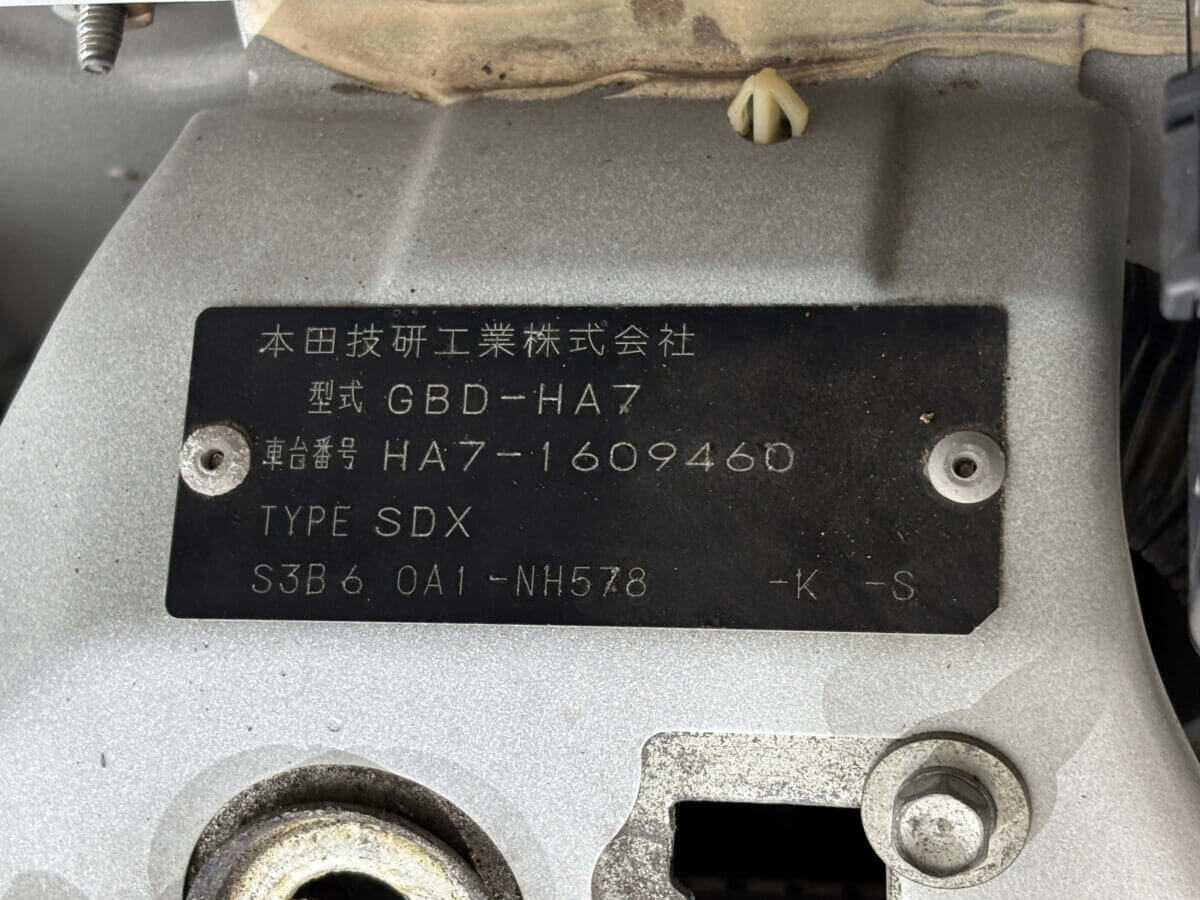 本田技研工業株式会社
型式 GBD-HA7
車台番号 HA7-1609460
TYPE SDX
S3B6 0A1-NH578 -K -S